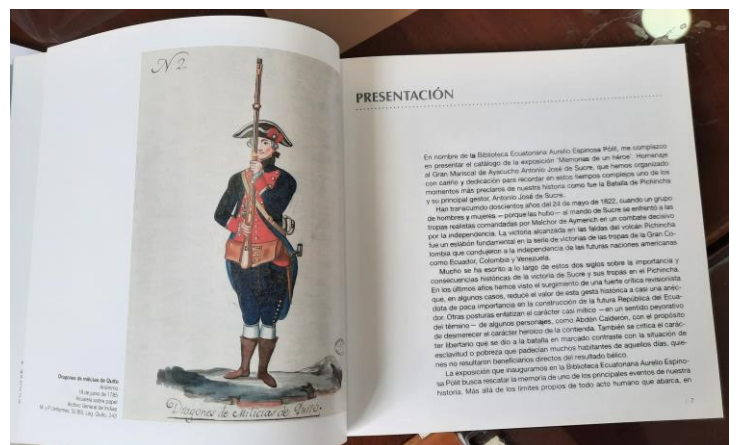 N. 2.
Dragones de Milicias de Quito.
Dragones de milicias de Quito
Anónimo
18 de junio de 1785
Acuarela sobre papel
Archivo General de Indias
PRESENTACIÓN
En nombre de la Biblioteca Ecuatoriana Aurelio Espinosa Pólit, me complazco
en presentar el catálogo de la exposición 'Memorias de un héroe'. Homenaje
al Gran Mariscal de Ayacucho Antonio José de Sucre, que hemos organizado
con cariño y dedicación para recordar en estos tiempos complejos uno de los
momentos más preclaros de nuestra historia como fue la Batalla de Pichincha
y su principal gestor, Antonio José de Sucre.
Han transcurrido doscientos años del 24 de mayo de 1822, cuando un grupo
de hombres y mujeres —porque las hubo— al mando de Sucre se enfrentó a las
tropas realistas comandadas por Melchor de Aymerich en un combate decisivo
por la independencia. La victoria alcanzada en las faldas del volcán Pichincha
fue un eslabón fundamental en la serie de victorias de las tropas de la Gran Co-
lombia que condujeron a la independencia de las futuras naciones americanas
como Ecuador, Colombia y Venezuela.
Mucho se ha escrito a lo largo de estos dos siglos sobre la importancia y
consecuencias históricas de la victoria de Sucre y sus tropas en el Pichincha.
En los últimos años hemos visto el surgimiento de una fuerte crítica revisionista
que, en algunos casos, reduce el valor de esta gesta histórica a casi una anéc-
dota de poca importancia en la construcción de la futura República del Ecua-
dor. Otras posturas enfatizan el carácter casi mítico —en un sentido peyorativo
del término— de algunos personajes, como Abdón Calderón, con el propósito
de desmerecer el carácter heroico de la contienda. También se critica el carác-
ter libertario que se dio a la batalla en marcado contraste con la situación de
esclavitud o pobreza que padecían muchos habitantes de aquellos días, quie-
nes no resultaron beneficiarios directos del resultado bélico.
La exposición que inauguramos en la Biblioteca Ecuatoriana Aurelio Espino-
sa Pólit busca rescatar la memoria de uno de los principales eventos de nuestra
historia. Más allá de los límites propios de todo acto humano que abarca, en
7